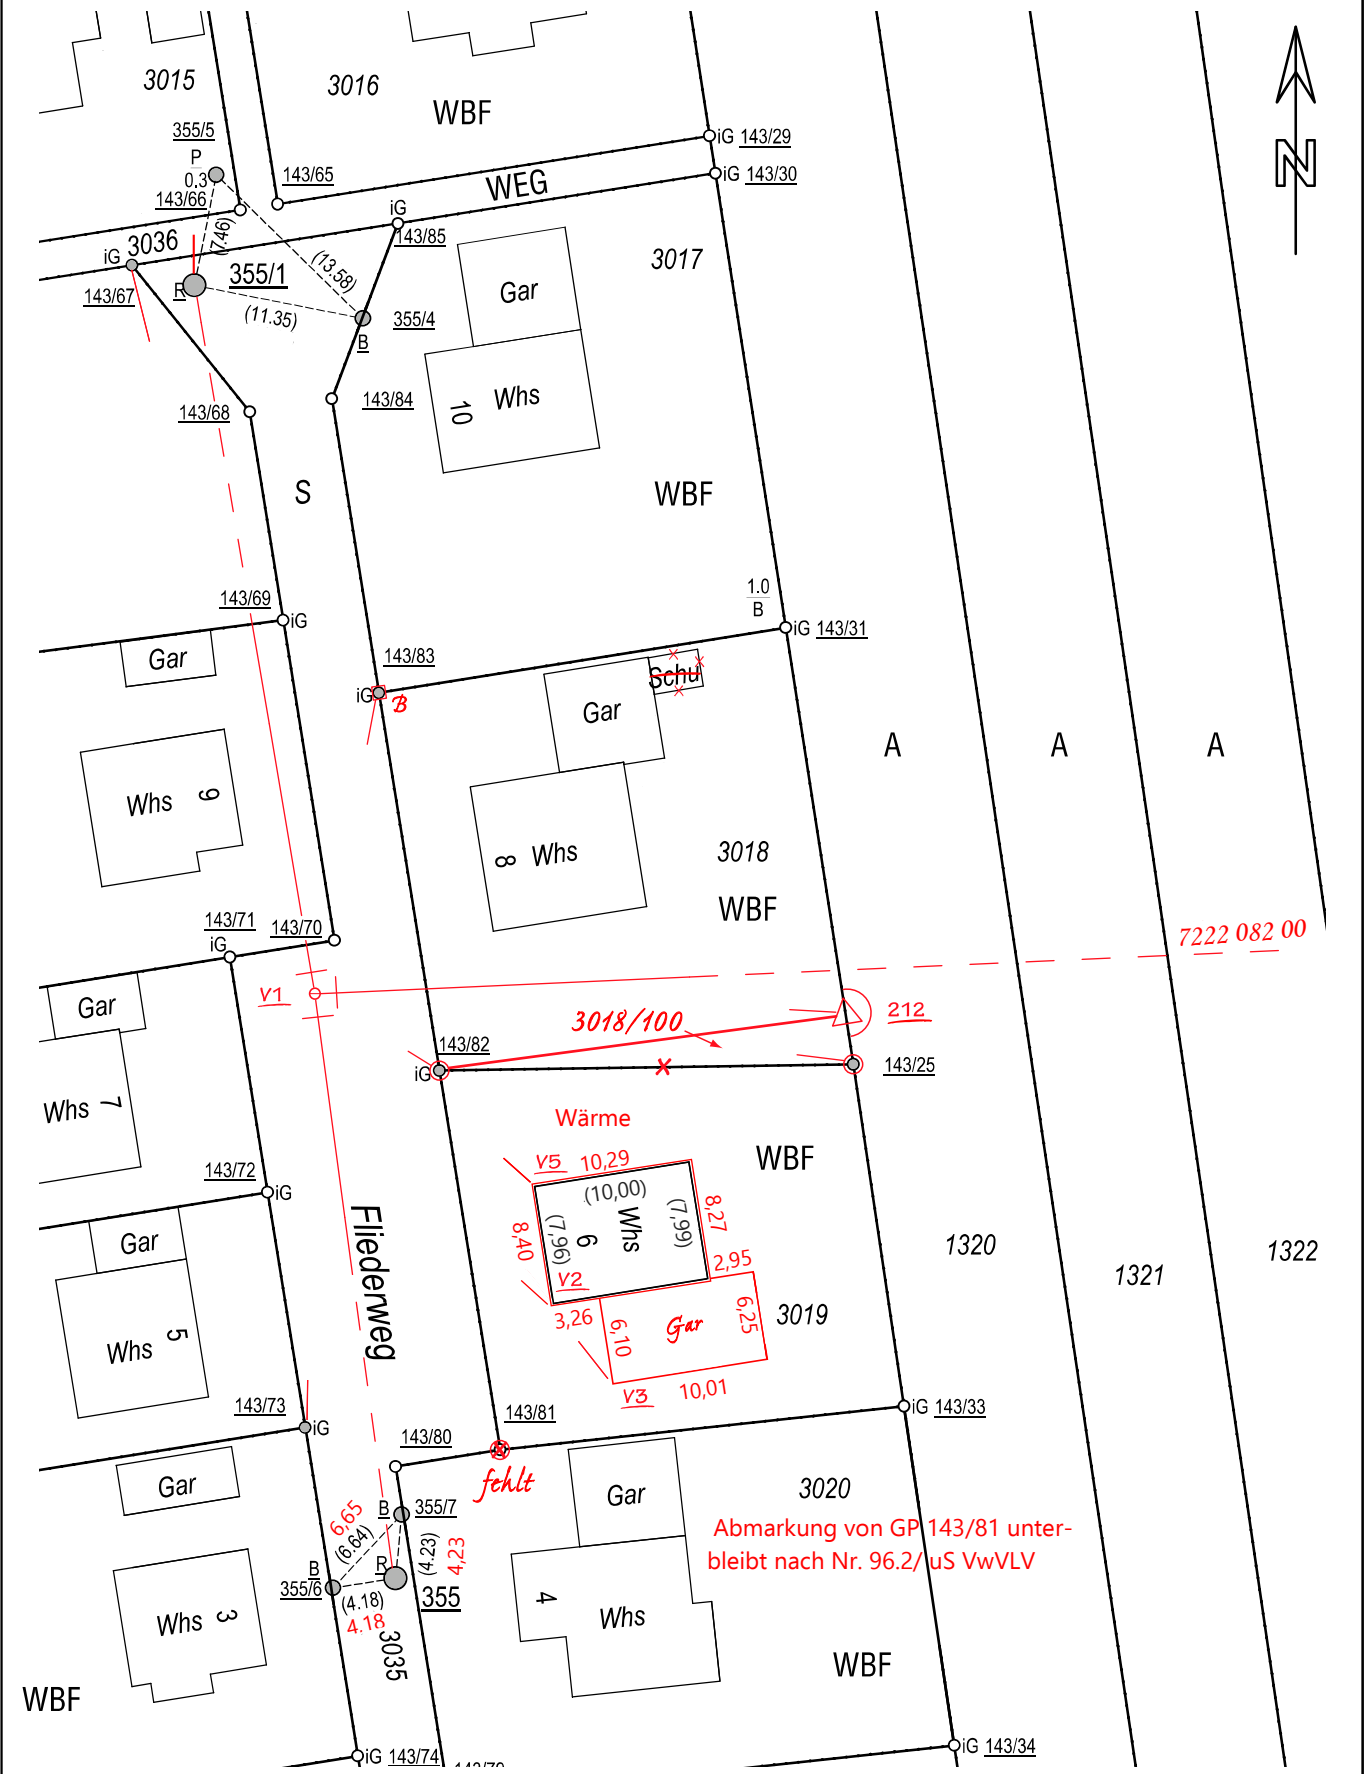 3015
3016
WBF
355/5
P
0.3
143/66
143/65
WEG
iG 143/29
iG 143/30
N
iG
143/85
3036
(7.46)
(13.58)
3017
iG
143/67
R
355/1
(11.35)
355/4
B
Gar
143/68
143/84
10
Whs
S
WBF
1.0
B
143/69
iG
iG 143/31
Gar
143/83
iG
B
Schu
Gar
A
A
A
Whs
9
8
Whs
3018
WBF
143/71
iG
143/70
7222 082 00
Gar
V1
3018/100
212
143/82
iG
143/25
Whs
7
Wärme
WBF
143/72
iG
V5
10,29
(10,00)
8,40
(7,96)
6
Whs
(7,99)
8,27
Fliederweg
Gar
V2
2,95
1320
1321
1322
3,26
6,10
Gar
6,25
3019
Whs
5
V3
10,01
143/73
iG
143/81
iG 143/33
143/80
fehlt
Gar
Gar
3020
B
355/7
6,65
(6.64)
Abmarkung von GP 143/81 unter-
bleibt nach Nr. 96.2/ uS VwVLV
(4.23)
4,23
B
355/6
R
(4.18)
4.18
355
Whs
3
4
Whs
3035
WBF
WBF
iG 143/74
143/79
iG 143/34